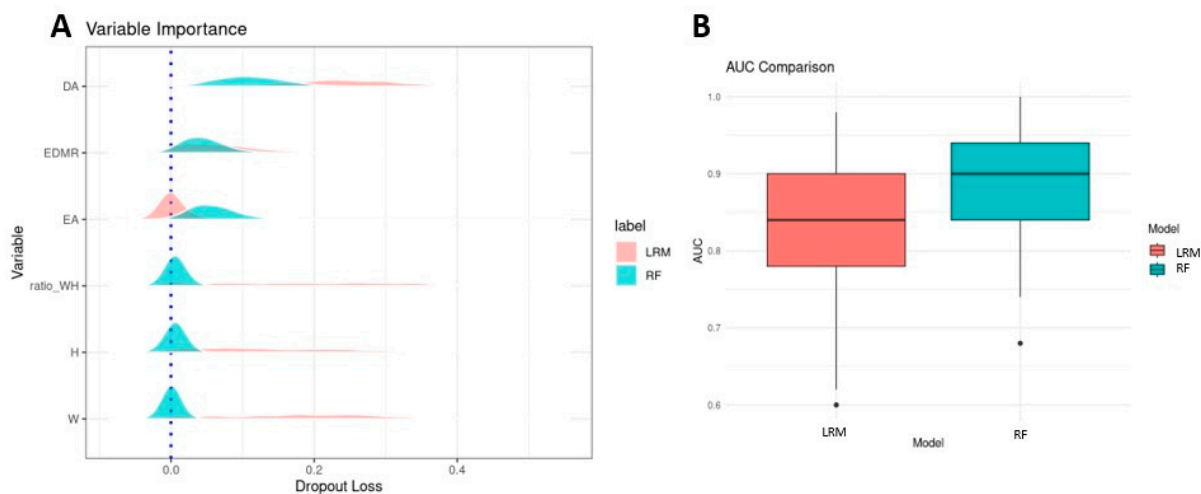 A
Variable Importance
Variable
DA
EDMR
EA
ratio_WH
H
W
0.0
0.2
0.4
Dropout Loss
label
LRM
RF
B
AUC Comparison
AUC
1.0
0.9
0.8
0.7
0.6
LRM
RF
Model
Model
LRM
RF